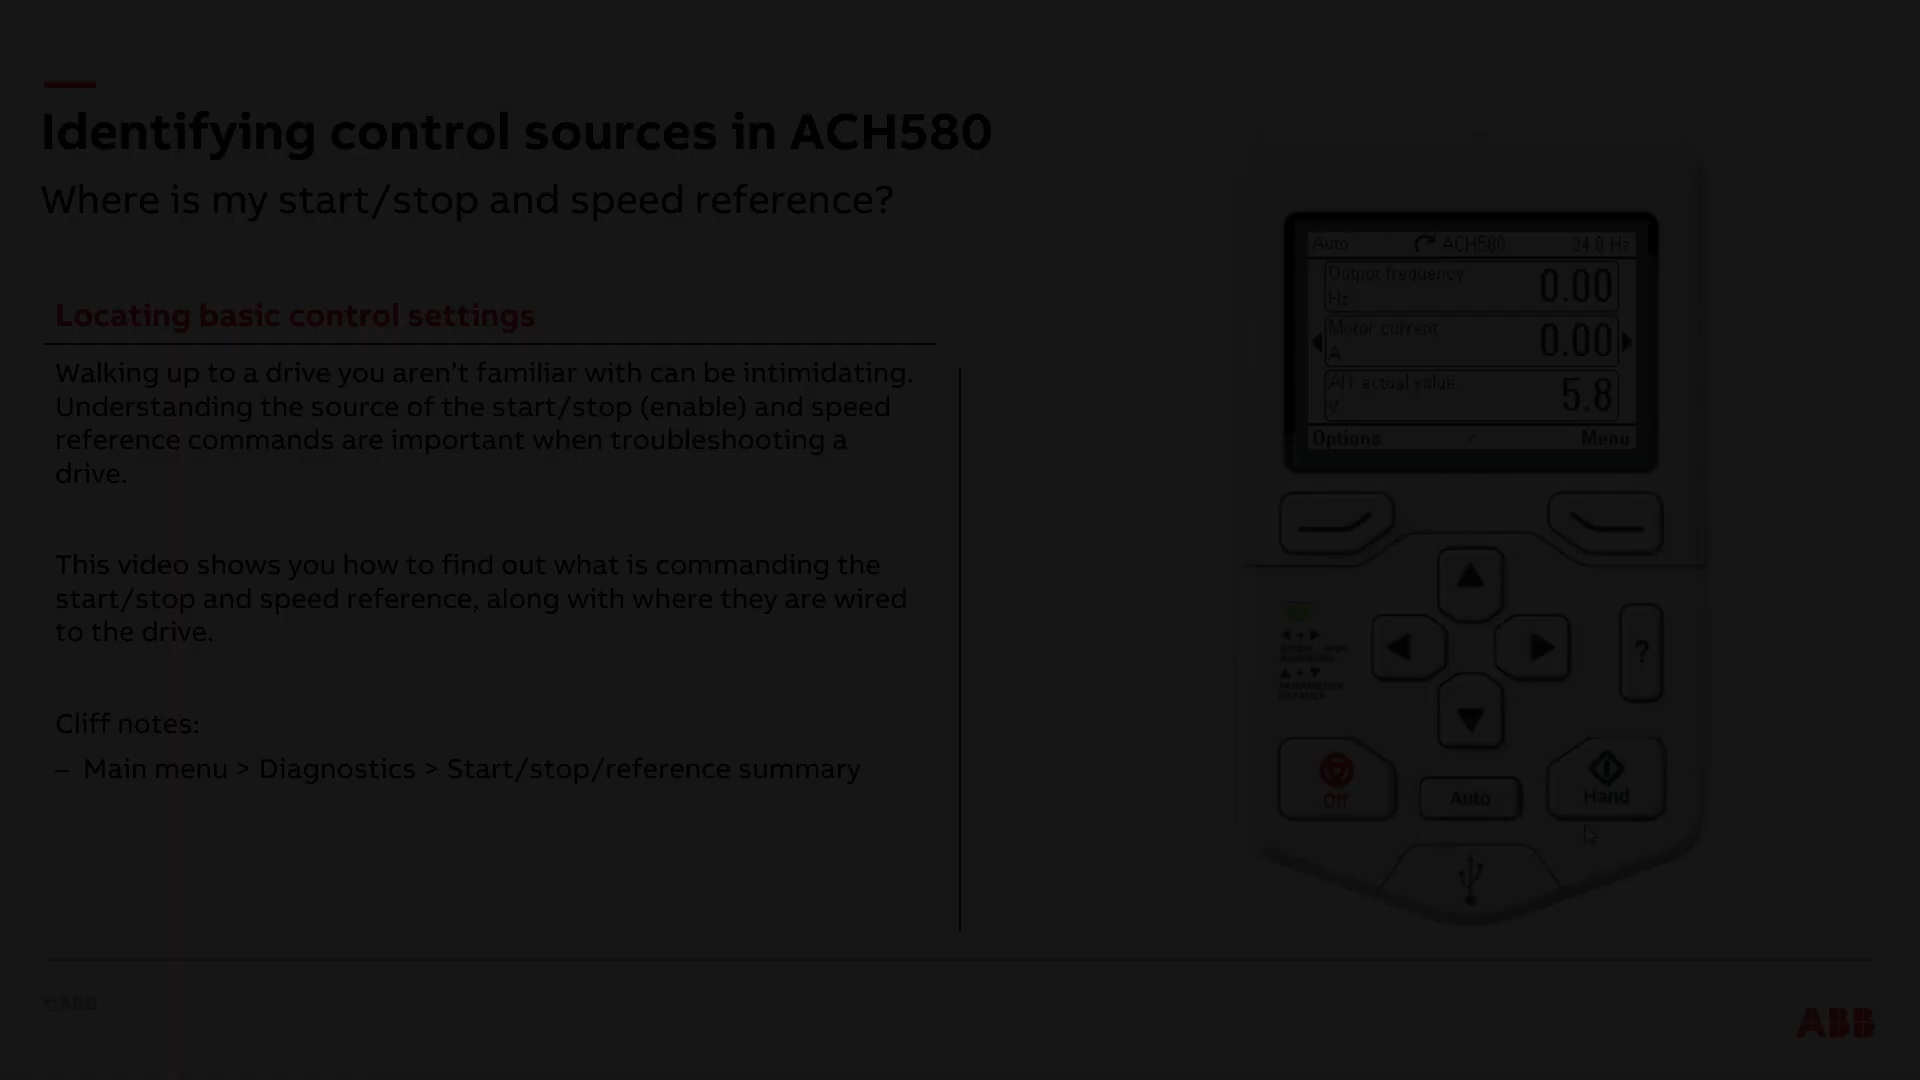 Identifying control sources in ACH580
Where is my start/stop and speed reference?
Locating basic control settings
Walking up to a drive you aren't familiar with can be intimidating.
Understanding the source of the start/stop (enable) and speed
reference commands are important when troubleshooting a
drive.
This video shows you how to find out what is commanding the
start/stop and speed reference, along with where they are wired
to the drive.
Cliff notes:
– Main menu > Diagnostics > Start/stop/reference summary
Auto ACH580 34.8 Hz
Output frequency
Hz
0.00
Motor current
A
0.00
AI1 actual value
V
5.8
Options Menu
?
Off
Auto
Hand
©ABB
ABB